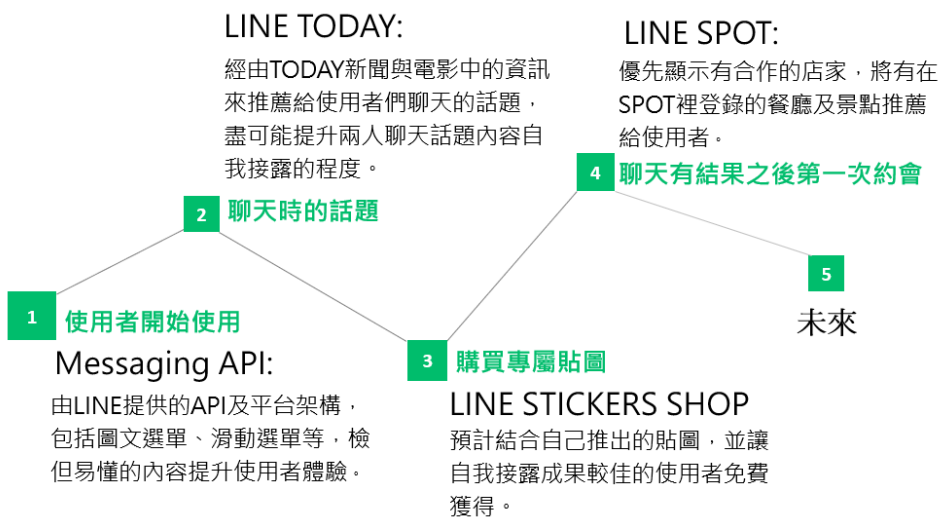 1
使用者開始使用
Messaging API:
由LINE提供的API及平台架構，
包括圖文選單、滑動選單等，檢
但易懂的內容提升使用者體驗。
LINE TODAY:
經由TODAY新聞與電影中的資訊
來推薦給使用者們聊天的話題，
盡可能提升兩人聊天話題內容自
我接露的程度。
2
聊天時的話題
3
購買專屬貼圖
LINE STICKERS SHOP
預計結合自己推出的貼圖，並讓
自我接露成果較佳的使用者免費
獲得。
LINE SPOT:
優先顯示有合作的店家，將有在
SPOT裡登錄的餐廳及景點推薦
給使用者。
4
聊天有結果之後第一次約會
5
未來